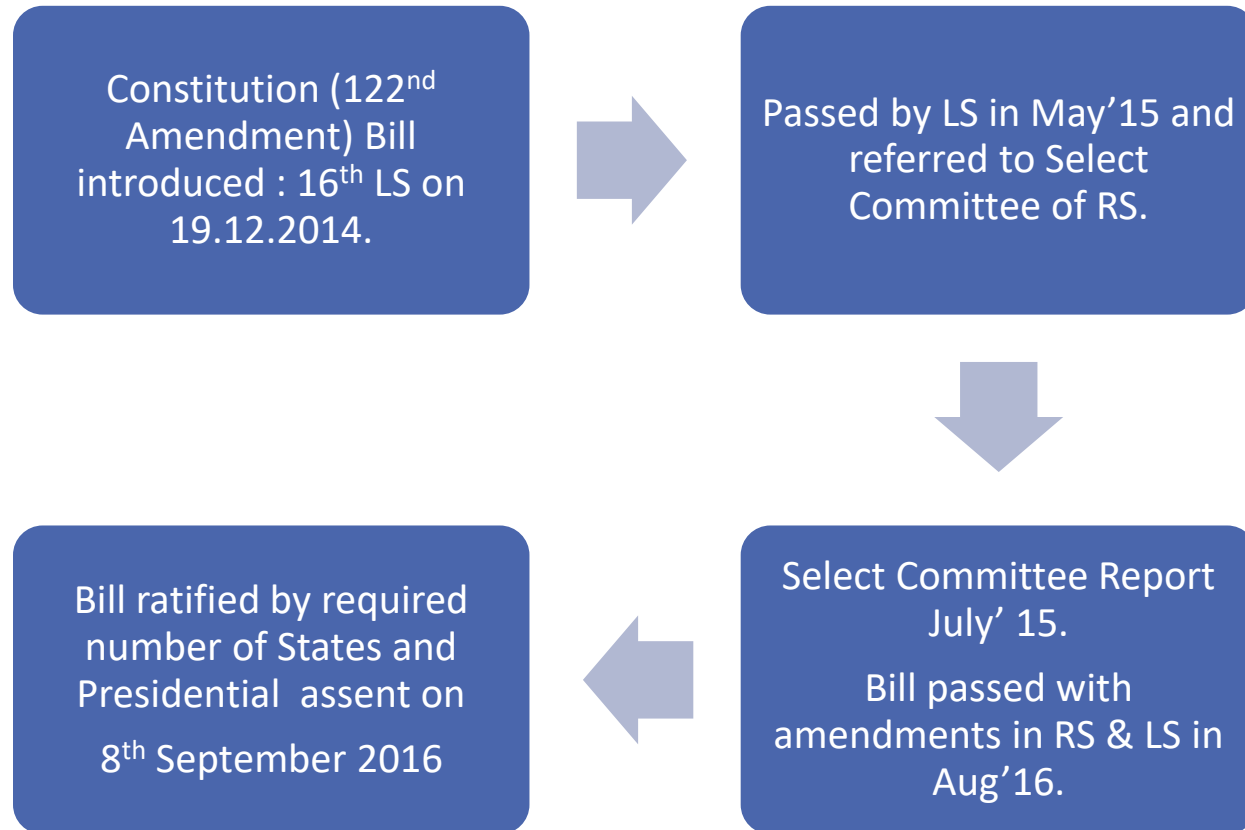 Constitution (122nd
Amendment) Bill
introduced : 16th LS on
19.12.2014.
Passed by LS in May’15 and
referred to Select
Committee of RS.
Select Committee Report
July’ 15.
Bill passed with
amendments in RS & LS in
Aug’16.
Bill ratified by required
number of States and
Presidential  assent on
8th September 2016